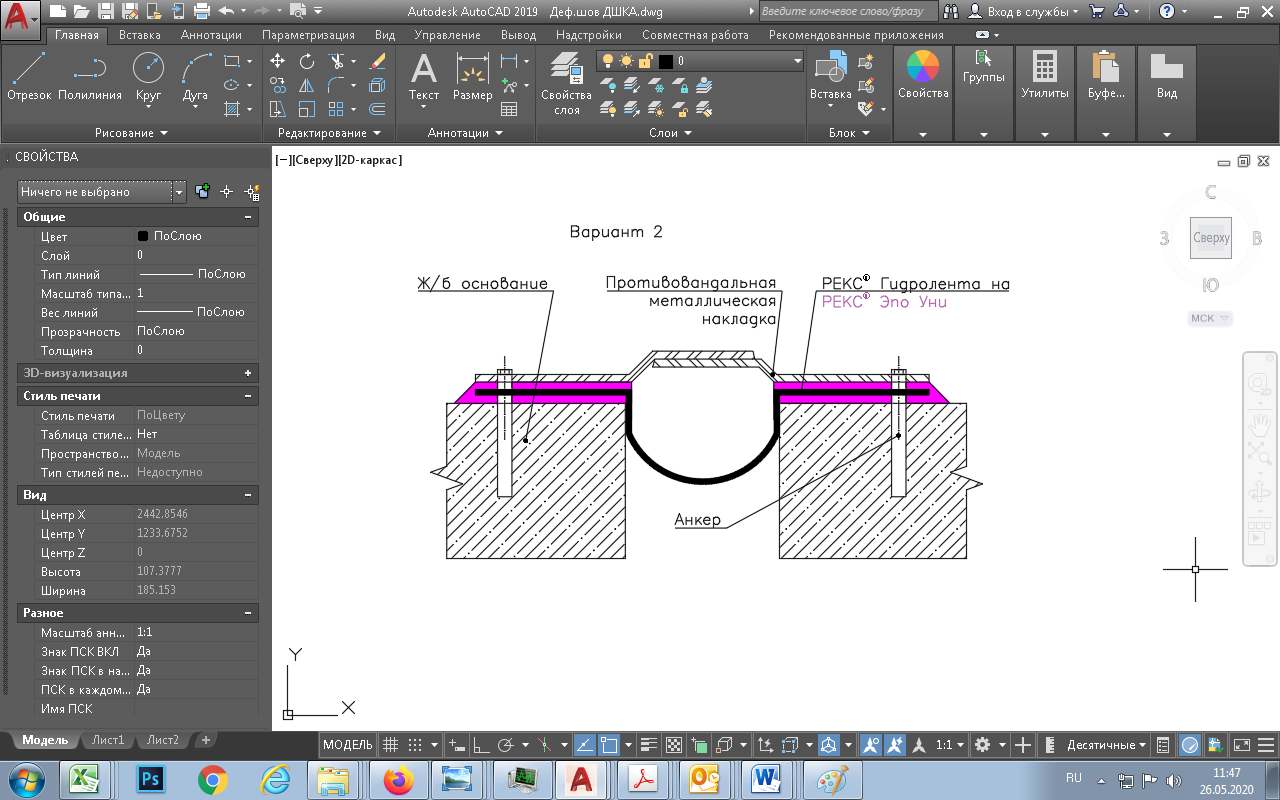 Autodesk AutoCAD 2019 Деф.шов ДШКА.dwg
Введите ключевое слово/фразу
Вход в службы
Главная Вставка Аннотации Параметризация Вид Управление Вывод Надстройки Совместная работа Рекомендованные приложения
Отрезок Полилиния Круг Дуга
Текст Размер
Свойства слоя
0
Вставка
Свойства Группы Утилиты Буфе... Вид
Рисование Редактирование Аннотации Слои Блок
СВОЙСТВА
Ничего не выбрано
Общие
Цвет ПоСлою
Слой 0
Тип линий ПоСлою
Масштаб типа... 1
Вес линий ПоСлою
Прозрачность ПоСлою
Толщина 0
3D-визуализация
Стиль печати
Стиль печати ПоЦвету
Таблица стиле... Нет
Пространство... Модель
Тип стилей пе... Недоступно
Вид
Центр X 2442.8546
Центр Y 1233.6752
Центр Z 0
Высота 107.3777
Ширина 185.153
Разное
Масштаб анн... 1:1
Знак ПСК ВКЛ Да
Знак ПСК в на... Да
ПСК в каждом... Да
Имя ПСК
[−][Сверху][2D-каркас]
Вариант 2
Ж/б основание
Противовандальная
металлическая
накладка
РЕКС® Гидролента на
РЕКС® Эпо Уни
Анкер
С
З Сверху В
Ю
МСК
2D
Y
X
Модель Лист1 Лист2 +
МОДЕЛЬ 1:1 Десятичные
Ps
RU
11:47
26.05.2020